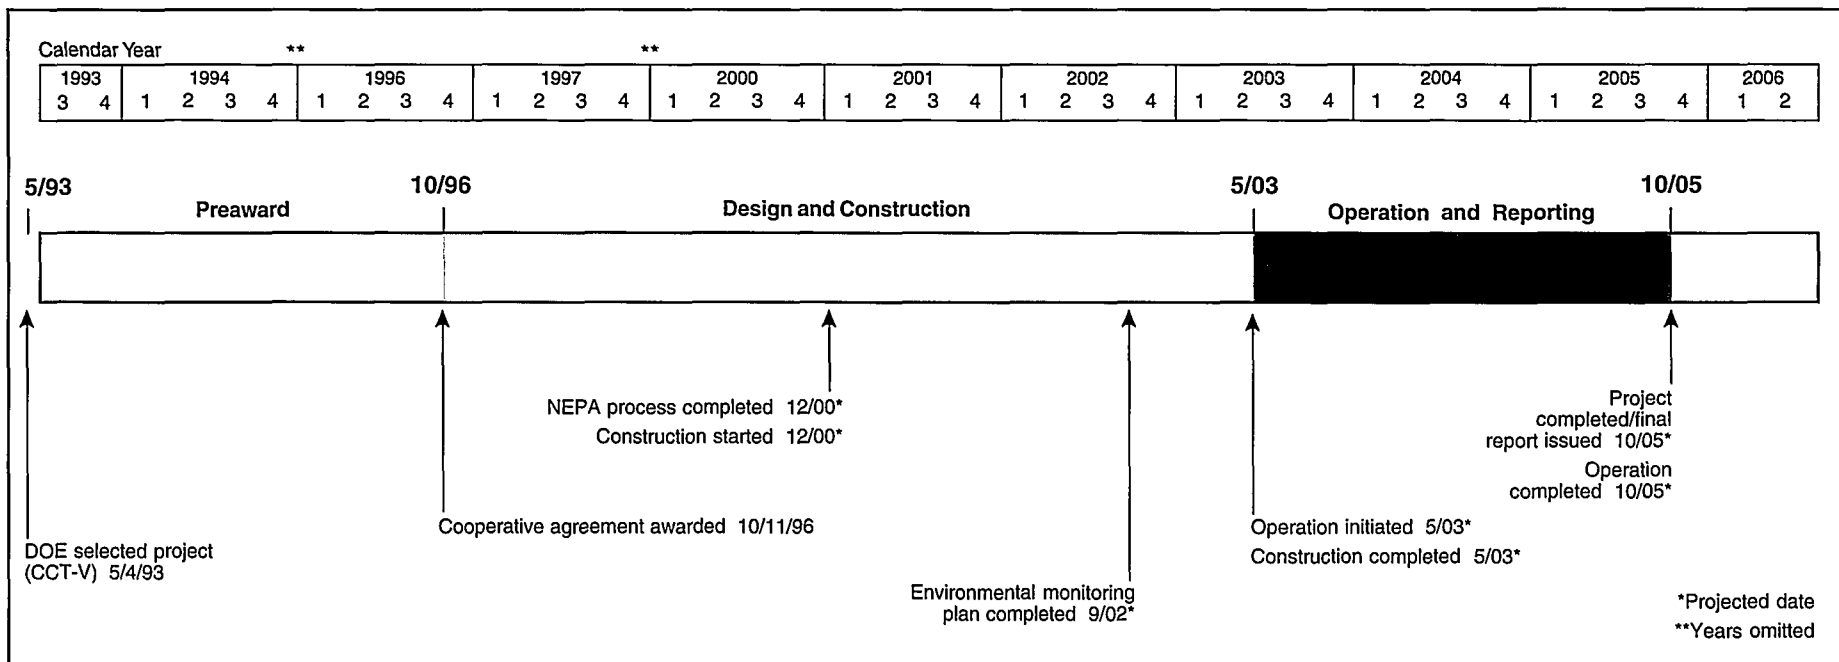 Calendar Year ** **
1993 1994 1996 1997 2000 2001 2002 2003 2004 2005 2006
3 4 1 2 3 4 1 2 3 4 1 2 3 4 1 2 3 4 1 2 3 4 1 2 3 4 1 2 3 4 1 2 3 4 1 2 3 4 1 2
5/93 10/96 5/03 10/05
Preaward Design and Construction Operation and Reporting
NEPA process completed 12/00*
Construction started 12/00*
Project
completed/final
report issued 10/05*
Operation
completed 10/05*
Cooperative agreement awarded 10/11/96
Operation initiated 5/03*
Construction completed 5/03*
DOE selected project
(CCT-V) 5/4/93
Environmental monitoring
plan completed 9/02*
*Projected date
**Years omitted